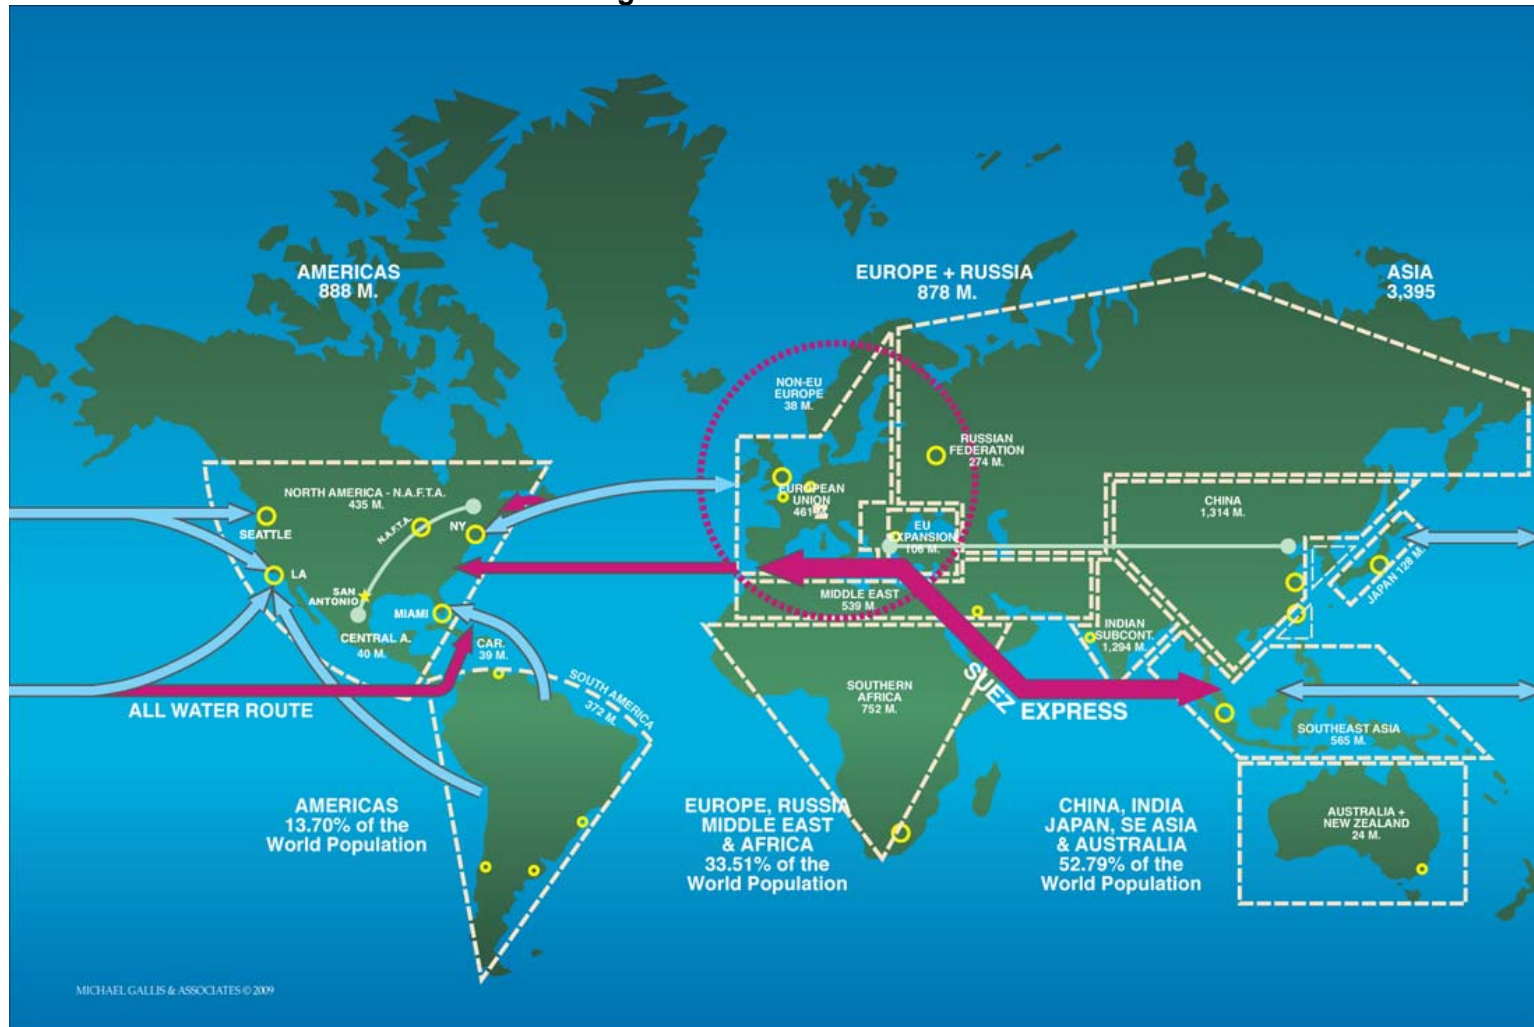 AMERICAS
888 M.
EUROPE + RUSSIA
878 M.
ASIA
3,395
NON-EU
EUROPE
38 M.
RUSSIAN
FEDERATION
274 M.
NORTH AMERICA - N.A.F.T.A.
435 M.
N.A.F.T.A.
SEATTLE
NY
LA
SAN
ANTONIO
MIAMI
CENTRAL A.
40 M.
CAR.
39 M.
EUROPEAN
UNION
461
EU
EXPANSION
106 M.
CHINA
1,314 M.
JAPAN 128 M.
MIDDLE EAST
539 M
INDIAN
SUBCONT.
1,294 M.
SOUTH AMERICA
372 M.
SOUTHERN
AFRICA
752 M.
SUEZ EXPRESS
ALL WATER ROUTE
SOUTHEAST ASIA
565 M.
AUSTRALIA +
NEW ZEALAND
24 M.
AMERICAS
13.70% of the
World Population
EUROPE, RUSSIA
MIDDLE EAST
& AFRICA
33.51% of the
World Population
CHINA, INDIA
JAPAN, SE ASIA
& AUSTRALIA
52.79% of the
World Population
MICHAEL GALLIS & ASSOCIATES © 2009